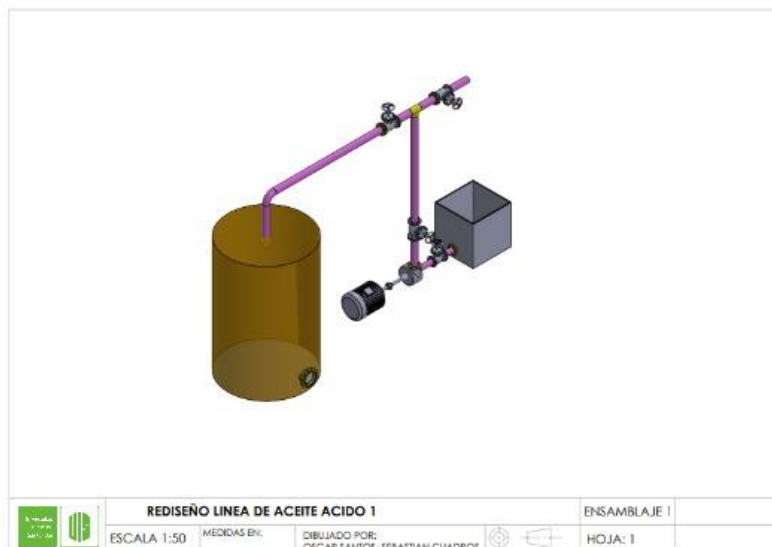 REDISEÑO LINEA DE ACEITE ACIDO 1
ENSAMBLAJE 1
ESCALA 1:50
MEDIDAS EN:
DIBUJADO POR:
OSCAR SANTOS, SEBASTIAN CUADROS
HOJA: 1